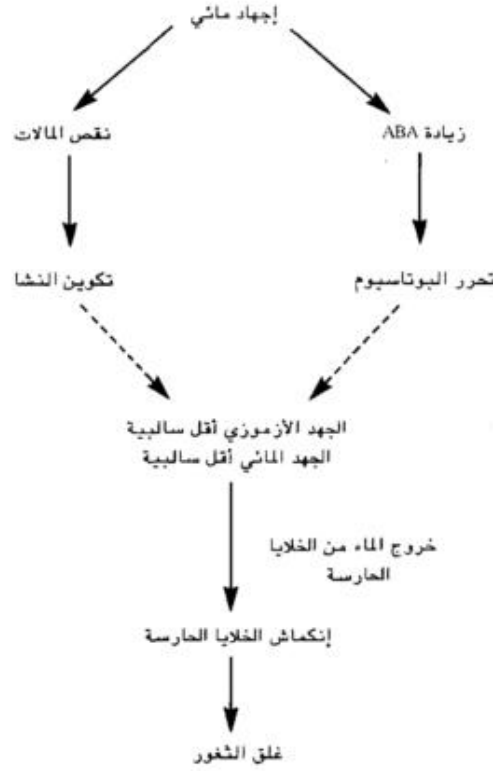 إجهاد مائي
زيادة ABA
نقص المالات
تحرر البوتاسيوم
تكوين النشا
الجهد الأزموزي أقل سالبية
الجهد المائي أقل سالبية
خروج الماء من الخلايا
الحارسة
إنكماش الخلايا الحارسة
غلق الثغور